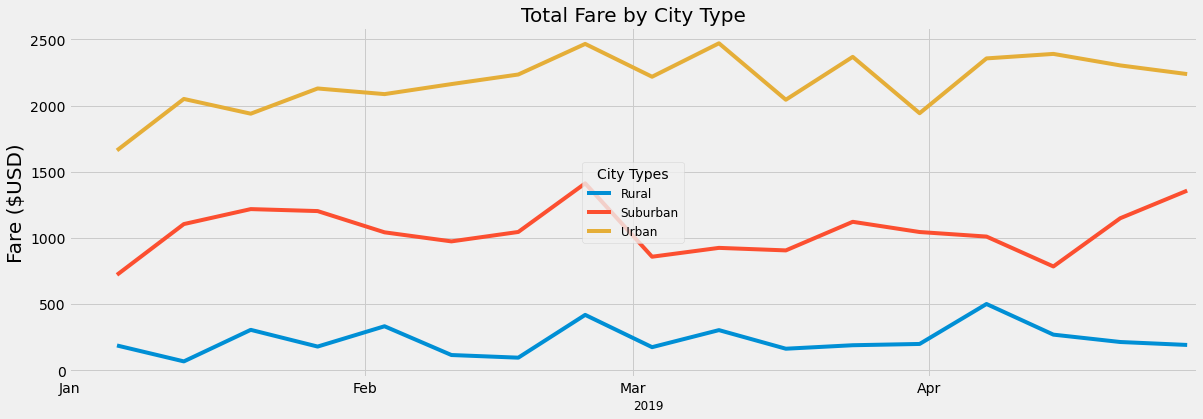 Total Fare by City Type
Fare ($USD)
2500
2000
1500
1000
500
0
City Types
Rural
Suburban
Urban
Jan Feb Mar Apr
2019